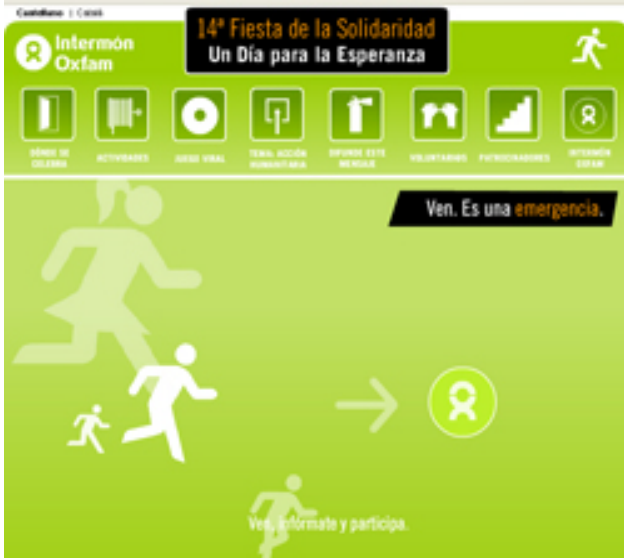 Castellano | Català
Intermón
Oxfam
14ª Fiesta de la Solidaridad
Un Día para la Esperanza
DÓNDE SE
CELEBRA
ACTIVIDADES
JUEGO VIRAL
TEMA: ACCIÓN
HUMANITARIA
DIFUNDE ESTE
MENSAJE
VOLUNTARIOS
PATROCINADORES
INTERMÓN
OXFAM
Ven. Es una emergencia.
Ven, infórmate y participa.